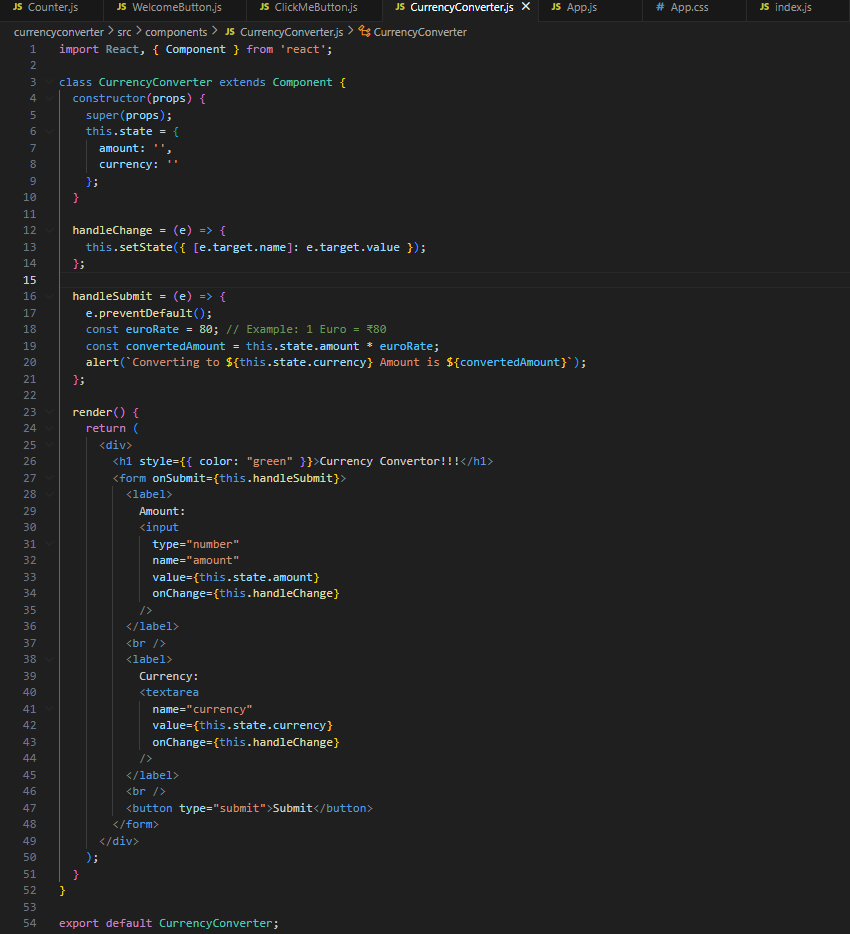 JS Counter.js JS WelcomeButton.js JS ClickMeButton.js JS CurrencyConverter.js × JS App.js # App.css JS index.js
currencyconverter > src > components > JS CurrencyConverter.js > CurrencyConverter
1 import React, { Component } from 'react';
2
3 class CurrencyConverter extends Component {
4   constructor(props) {
5     super(props);
6     this.state = {
7       amount: '',
8       currency: ''
9     };
10   }
11
12   handleChange = (e) => {
13     this.setState({ [e.target.name]: e.target.value });
14   };
15
16   handleSubmit = (e) => {
17     e.preventDefault();
18     const euroRate = 80; // Example: 1 Euro = ₹80
19     const convertedAmount = this.state.amount * euroRate;
20     alert(`Converting to ${this.state.currency} Amount is ${convertedAmount}`);
21   };
22
23   render() {
24     return (
25       <div>
26         <h1 style={{ color: "green" }}>Currency Convertor!!!</h1>
27         <form onSubmit={this.handleSubmit}>
28           <label>
29             Amount:
30             <input
31               type="number"
32               name="amount"
33               value={this.state.amount}
34               onChange={this.handleChange}
35             />
36           </label>
37           <br />
38           <label>
39             Currency:
40             <textarea
41               name="currency"
42               value={this.state.currency}
43               onChange={this.handleChange}
44             />
45           </label>
46           <br />
47           <button type="submit">Submit</button>
48         </form>
49       </div>
50     );
51   }
52 }
53
54 export default CurrencyConverter;